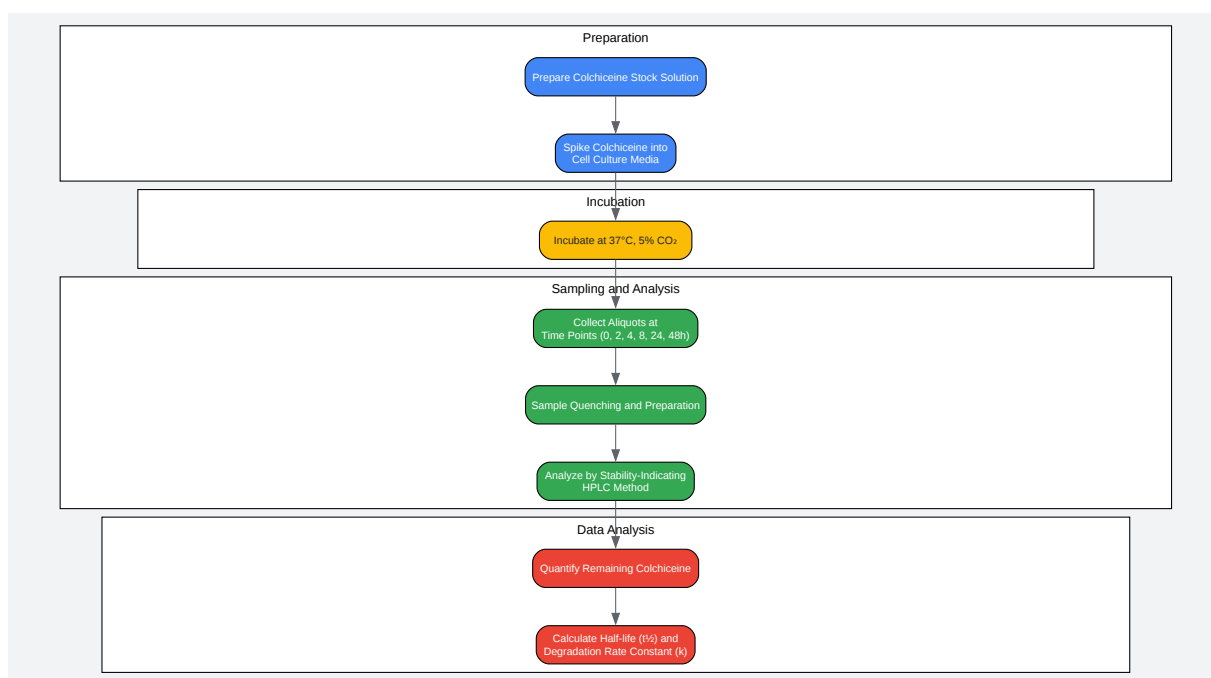 Preparation
Prepare Colchiceine Stock Solution
Spike Colchiceine into
Cell Culture Media
Incubation
Incubate at 37°C, 5% CO₂
Sampling and Analysis
Collect Aliquots at
Time Points (0, 2, 4, 8, 24, 48h)
Sample Quenching and Preparation
Analyze by Stability-Indicating
HPLC Method
Data Analysis
Quantify Remaining Colchiceine
Calculate Half-life (t½) and
Degradation Rate Constant (k)